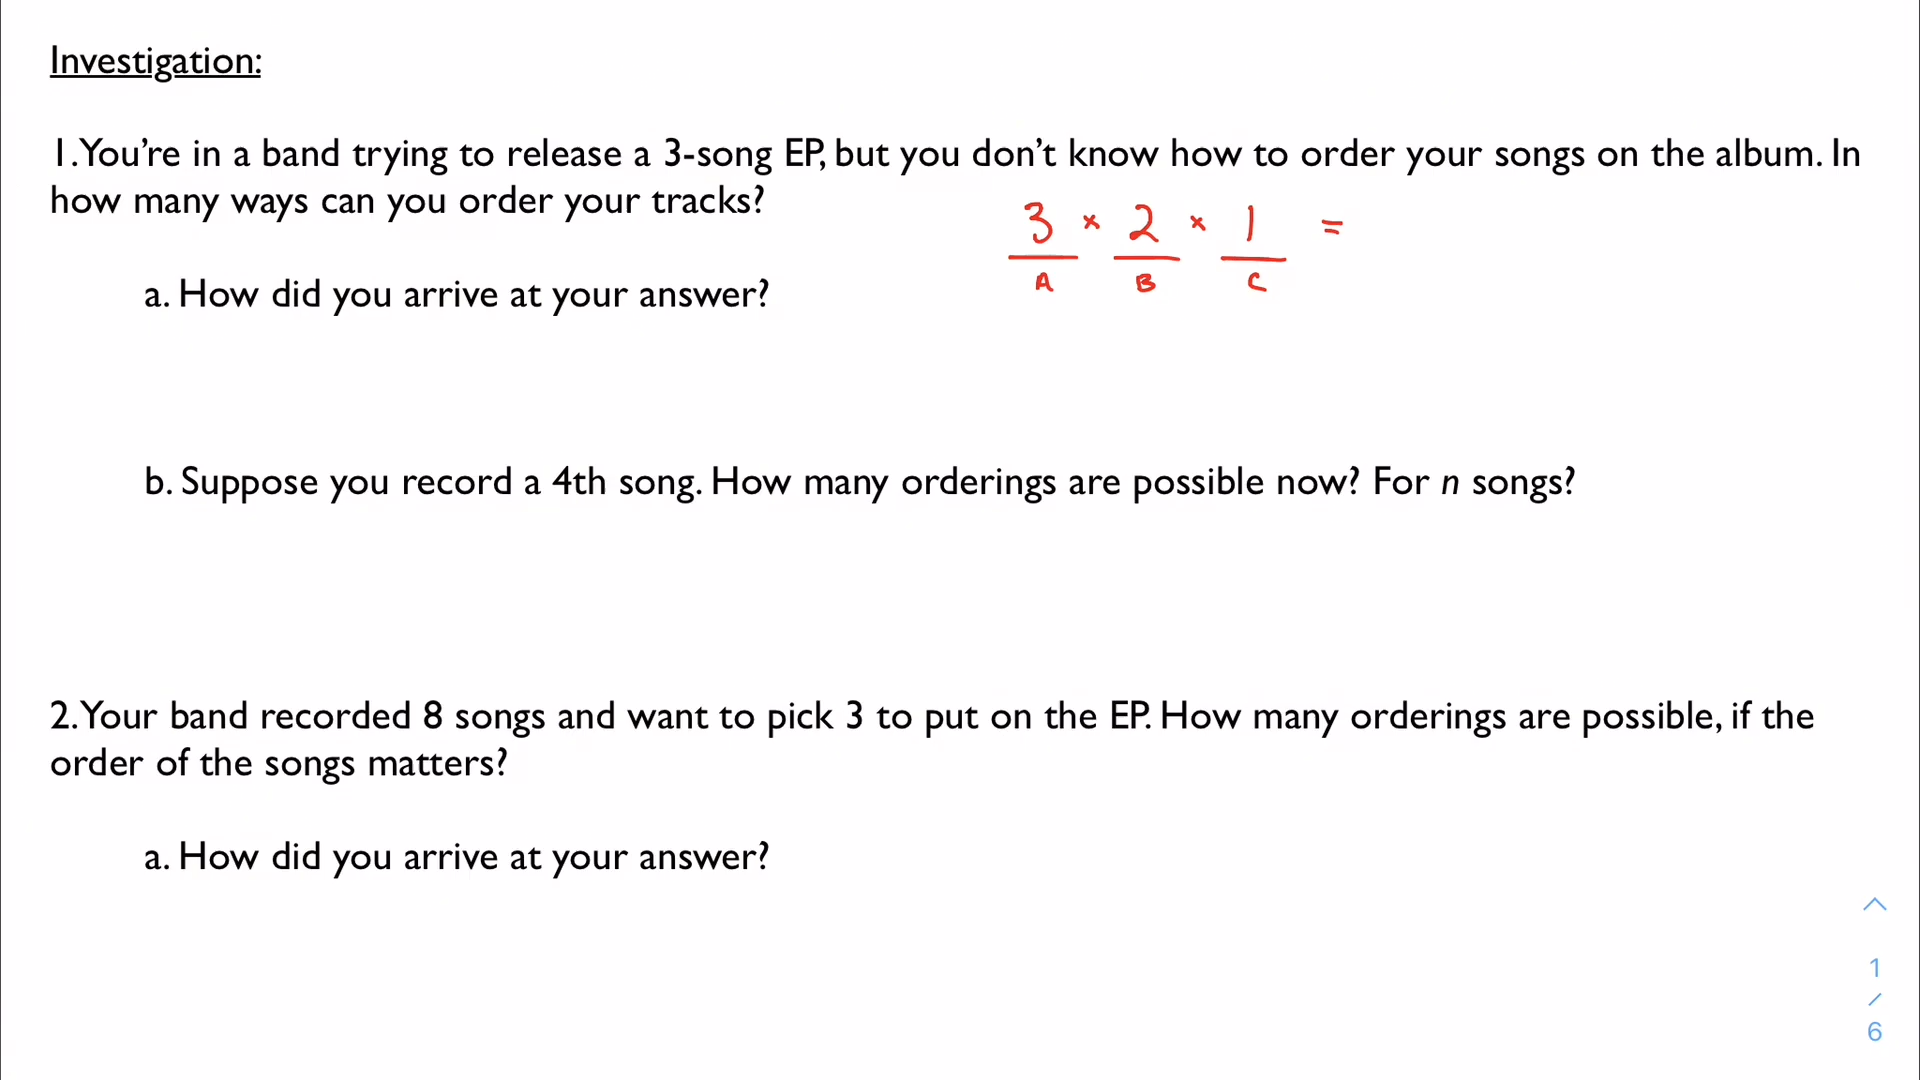 Investigation:
1. You're in a band trying to release a 3-song EP, but you don't know how to order your songs on the album. In
how many ways can you order your tracks?
3 × 2 × 1 =
A B C
a. How did you arrive at your answer?
b. Suppose you record a 4th song. How many orderings are possible now? For n songs?
2. Your band recorded 8 songs and want to pick 3 to put on the EP. How many orderings are possible, if the
order of the songs matters?
a. How did you arrive at your answer?
1
/
6